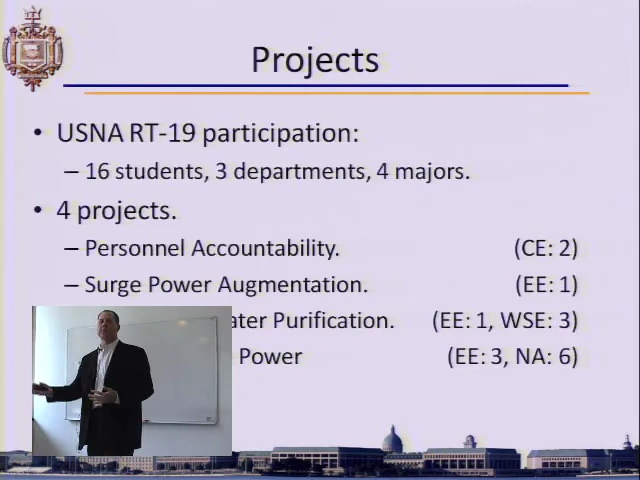 Projects
• USNA RT-19 participation:
– 16 students, 3 departments, 4 majors.
• 4 projects.
– Personnel Accountability. (CE: 2)
– Surge Power Augmentation. (EE: 1)
ater Purification. (EE: 1, WSE: 3)
Power (EE: 3, NA: 6)